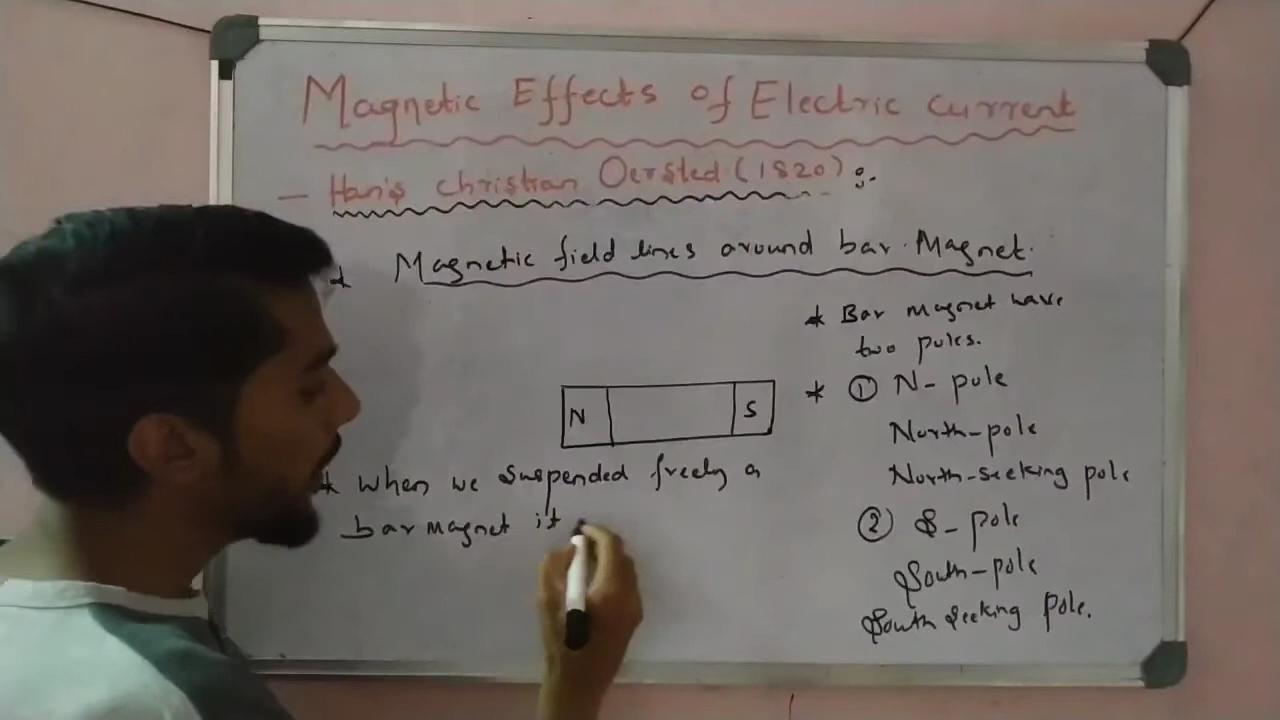 Magnetic Effects of Electric current
- Hans Christian Oersted (1820) :-
* Magnetic field lines around bar Magnet.
* Bar magnet have
two poles.
* ① N- pole
North-pole
North-seeking pole
② S- pole
South-pole
South seeking pole.
N S
* When we suspended freely a
bar magnet it